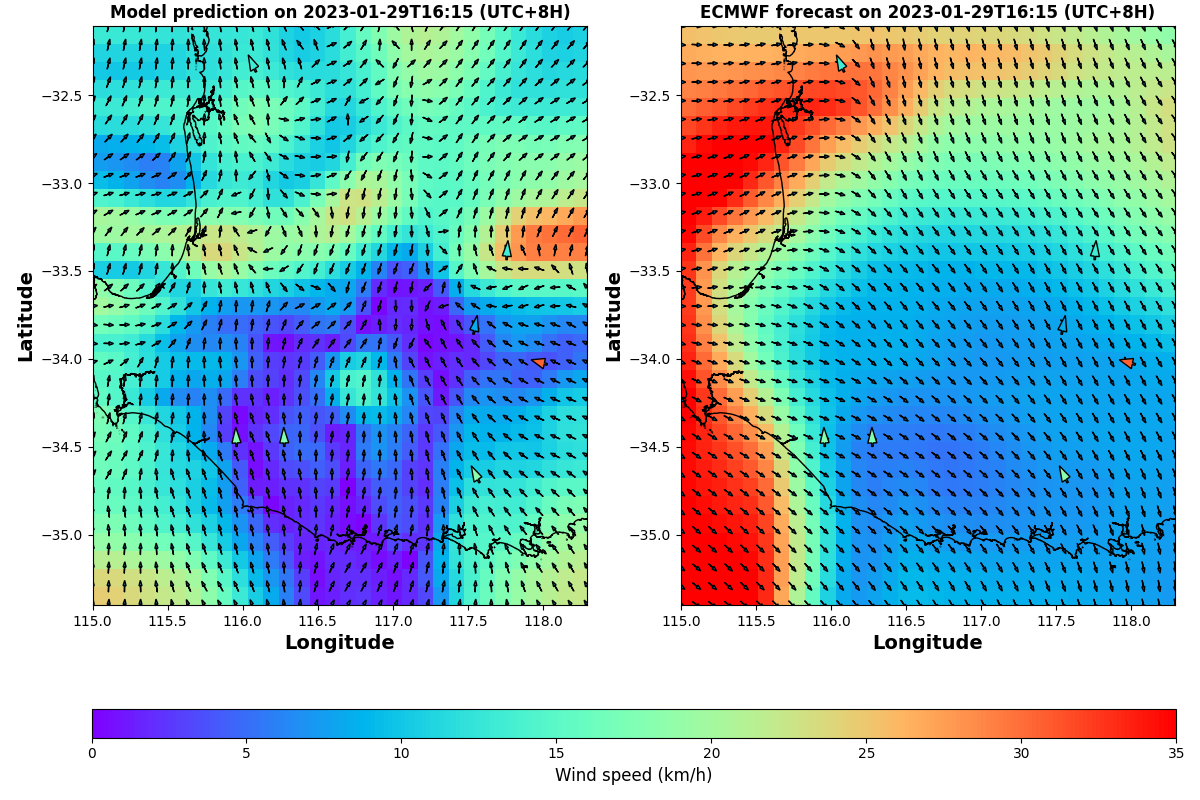 Model prediction on 2023-01-29T16:15 (UTC+8H)
ECMWF forecast on 2023-01-29T16:15 (UTC+8H)
Latitude
−32.5
−33.0
−33.5
−34.0
−34.5
−35.0
115.0 115.5 116.0 116.5 117.0 117.5 118.0
Longitude
Latitude
−32.5
−33.0
−33.5
−34.0
−34.5
−35.0
115.0 115.5 116.0 116.5 117.0 117.5 118.0
Longitude
0 5 10 15 20 25 30 35
Wind speed (km/h)